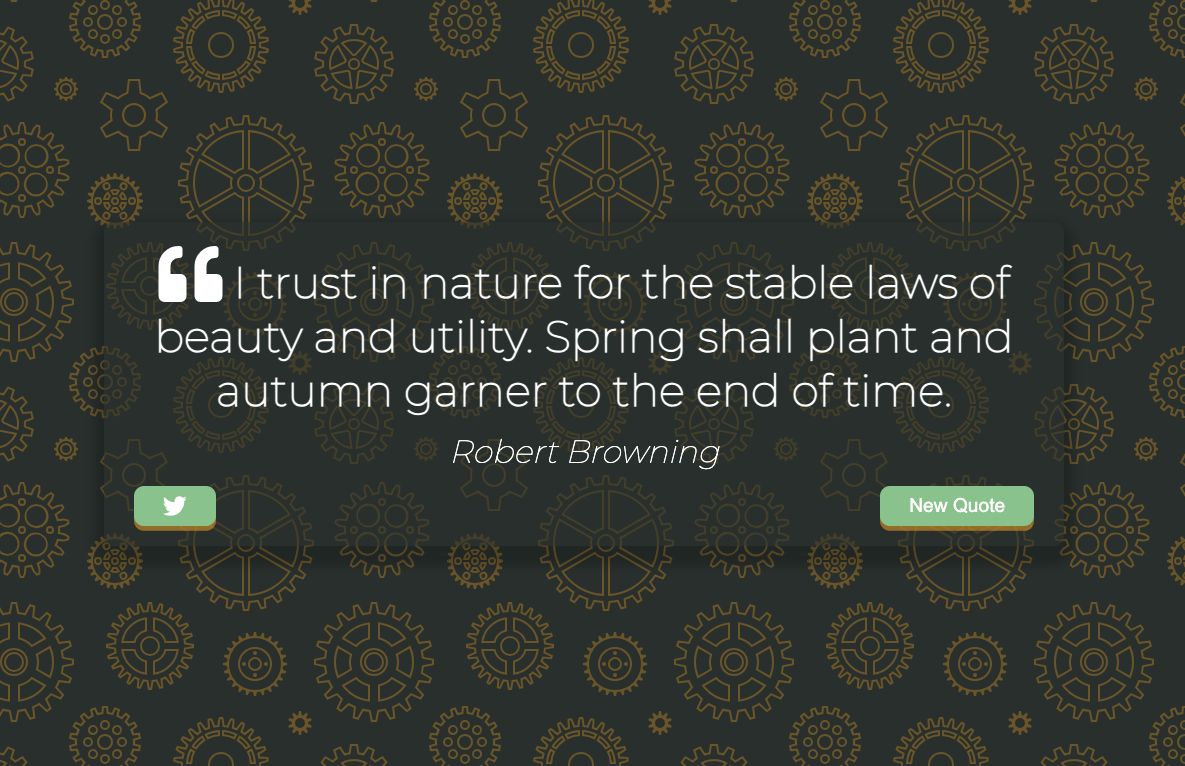 ❝ I trust in nature for the stable laws of
beauty and utility. Spring shall plant and
autumn garner to the end of time.
Robert Browning
New Quote